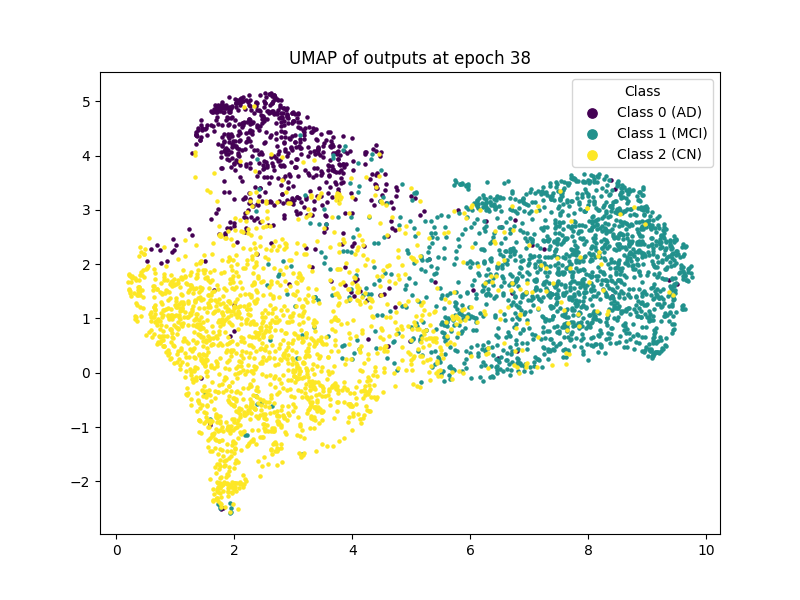 UMAP of outputs at epoch 38
Class
Class 0 (AD)
Class 1 (MCI)
Class 2 (CN)
5
4
3
2
1
0
−1
−2
0 2 4 6 8 10